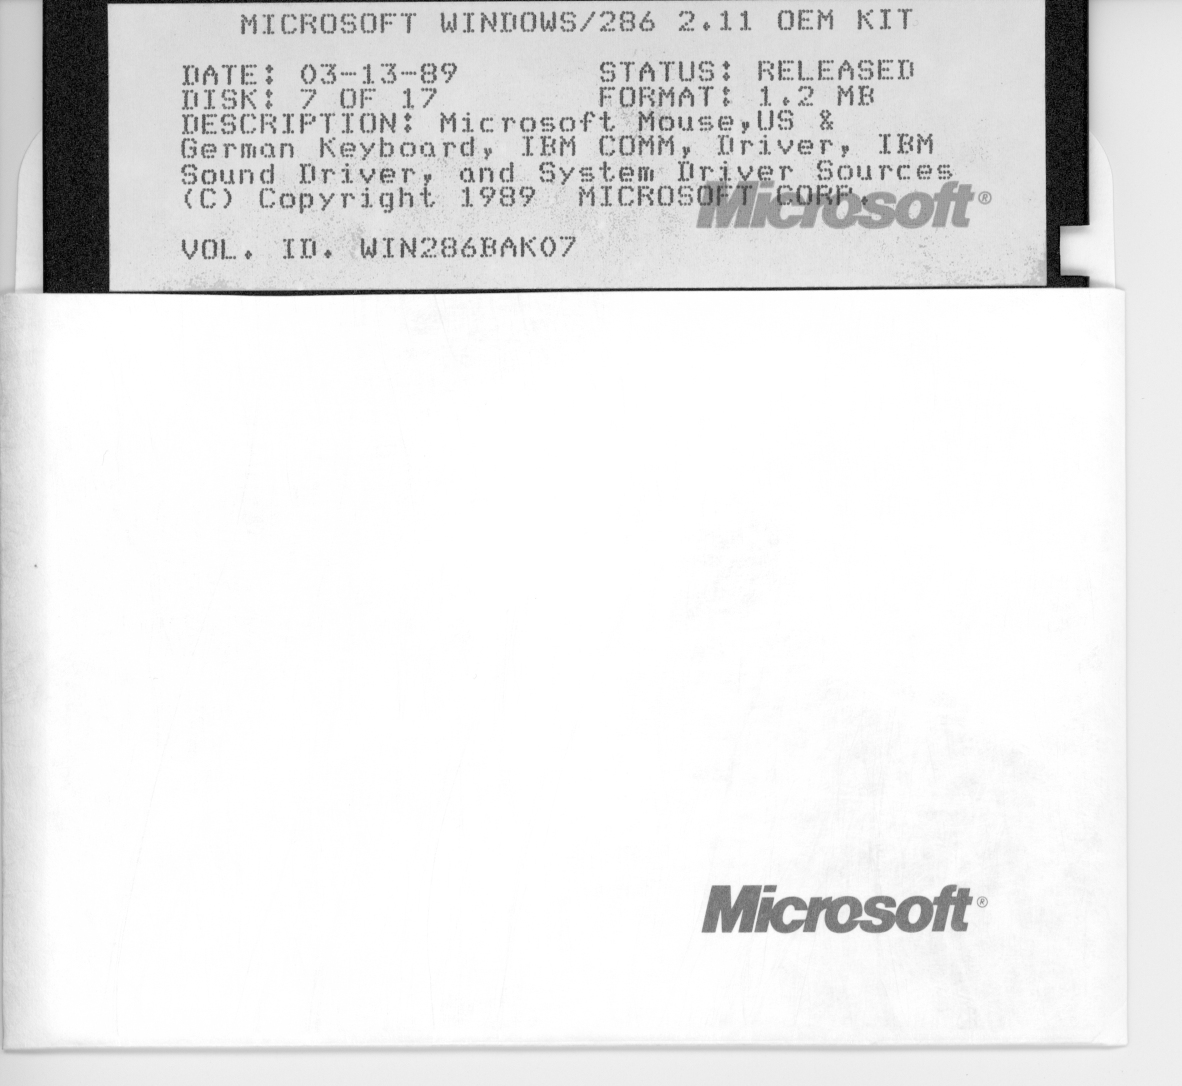 MICROSOFT WINDOWS/286 2.11 OEM KIT
DATE: 03-13-89 STATUS: RELEASED
DISK: 7 OF 17 FORMAT: 1.2 MB
DESCRIPTION: Microsoft Mouse,US &
German Keyboard, IBM COMM, Driver, IBM
Sound Driver, and System Driver Sources
(C) Copyright 1989 MICROSOFT CORP.
Microsoft®
VOL. ID. WIN286BAK07
Microsoft®